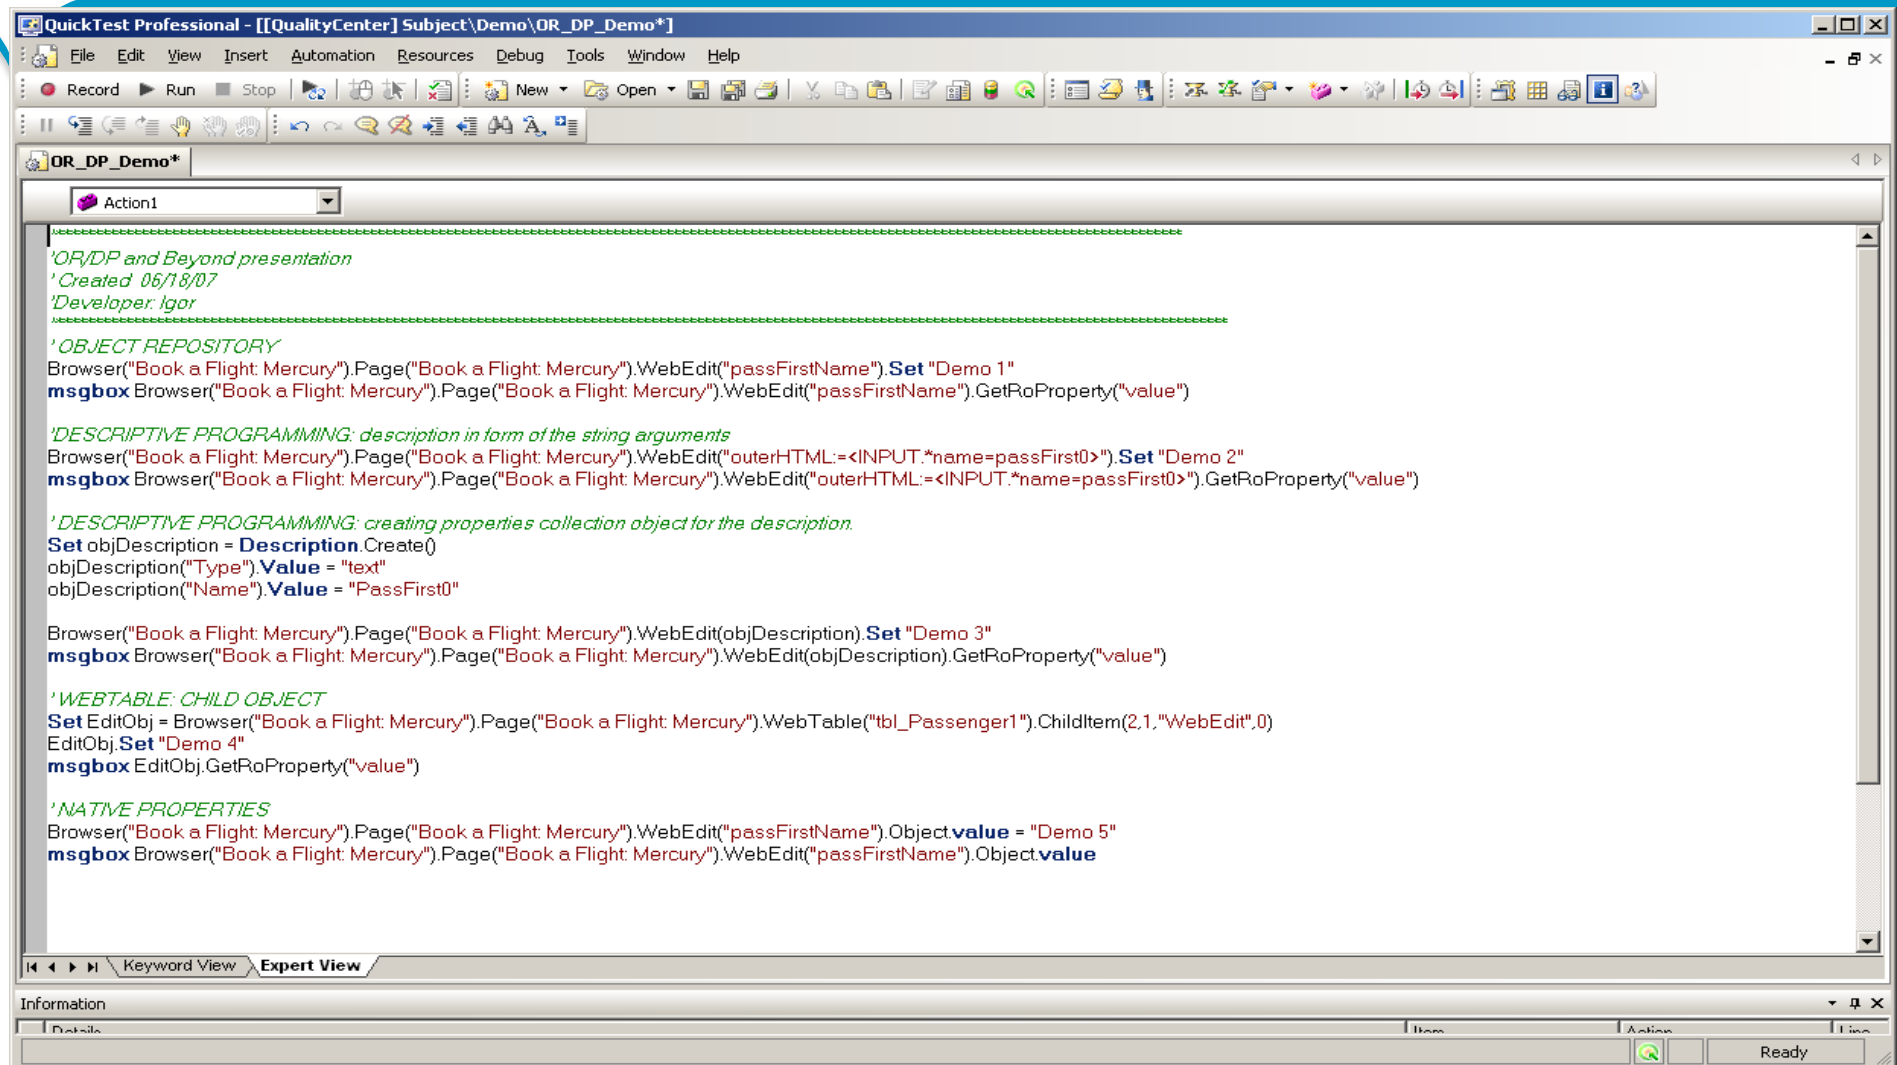 QuickTest Professional - [[QualityCenter] Subject\Demo\OR_DP_Demo*]
File Edit View Insert Automation Resources Debug Tools Window Help
Record Run Stop New Open
OR_DP_Demo*
Action1
'OR/DP and Beyond presentation
' Created 06/18/07
'Developer: Igor
' OBJECT REPOSITORY
Browser("Book a Flight: Mercury").Page("Book a Flight: Mercury").WebEdit("passFirstName").Set "Demo 1"
msgbox Browser("Book a Flight: Mercury").Page("Book a Flight: Mercury").WebEdit("passFirstName").GetRoProperty("value")
'DESCRIPTIVE PROGRAMMING: description in form of the string arguments
Browser("Book a Flight: Mercury").Page("Book a Flight: Mercury").WebEdit("outerHTML:=<INPUT.*name=passFirst0>").Set "Demo 2"
msgbox Browser("Book a Flight: Mercury").Page("Book a Flight: Mercury").WebEdit("outerHTML:=<INPUT.*name=passFirst0>").GetRoProperty("value")
' DESCRIPTIVE PROGRAMMING: creating properties collection object for the description.
Set objDescription = Description.Create()
objDescription("Type").Value = "text"
objDescription("Name").Value = "PassFirst0"
Browser("Book a Flight: Mercury").Page("Book a Flight: Mercury").WebEdit(objDescription).Set "Demo 3"
msgbox Browser("Book a Flight: Mercury").Page("Book a Flight: Mercury").WebEdit(objDescription).GetRoProperty("value")
' WEBTABLE: CHILD OBJECT
Set EditObj = Browser("Book a Flight: Mercury").Page("Book a Flight: Mercury").WebTable("tbl_Passenger1").ChildItem(2,1,"WebEdit",0)
EditObj.Set "Demo 4"
msgbox EditObj.GetRoProperty("value")
' NATIVE PROPERTIES
Browser("Book a Flight: Mercury").Page("Book a Flight: Mercury").WebEdit("passFirstName").Object.value = "Demo 5"
msgbox Browser("Book a Flight: Mercury").Page("Book a Flight: Mercury").WebEdit("passFirstName").Object.value
Keyword View Expert View
Information
Details Item Action Line
Ready